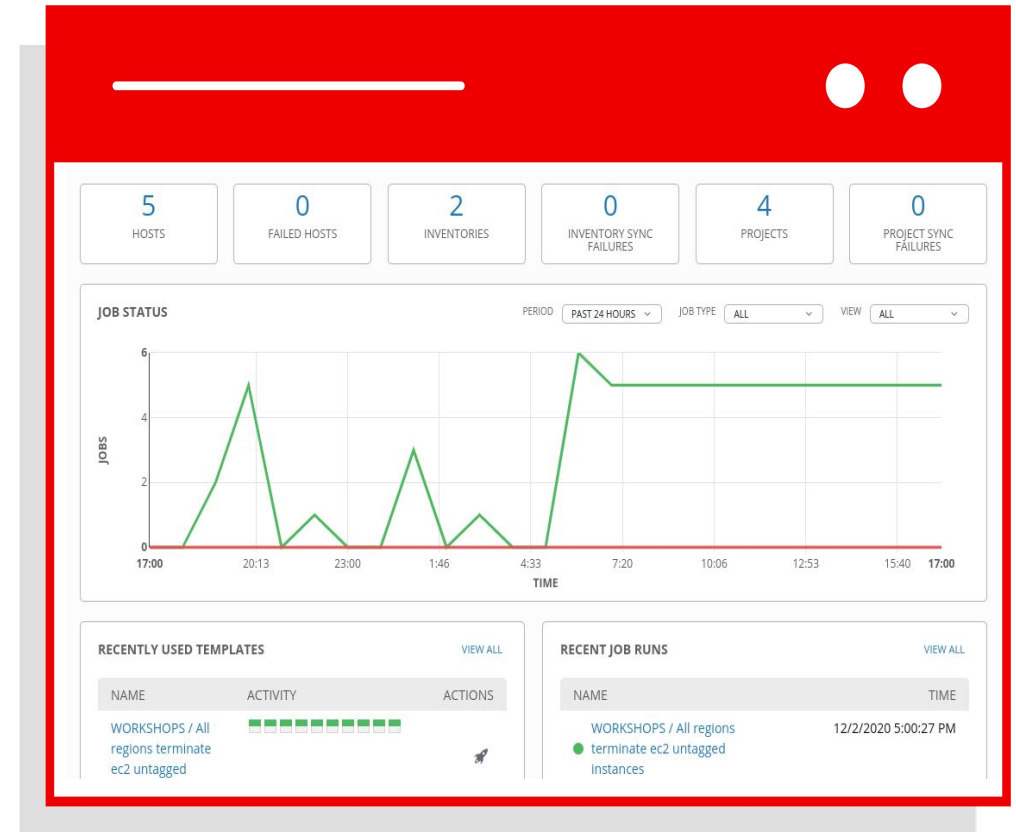 5 0 2 0 4 0
HOSTS FAILED HOSTS INVENTORIES INVENTORY SYNC PROJECTS PROJECT SYNC
FAILURES FAILURES
JOB STATUS PERIOD PAST 24 HOURS JOB TYPE ALL VIEW ALL
6
4
JOBS
2
0
17:00 20:13 23:00 1:46 4:33 7:20 10:06 12:53 15:40 17:00
TIME
RECENTLY USED TEMPLATES VIEW ALL
NAME ACTIVITY ACTIONS
WORKSHOPS / All
regions terminate
ec2 untagged
RECENT JOB RUNS VIEW ALL
NAME TIME
WORKSHOPS / All regions 12/2/2020 5:00:27 PM
terminate ec2 untagged
instances